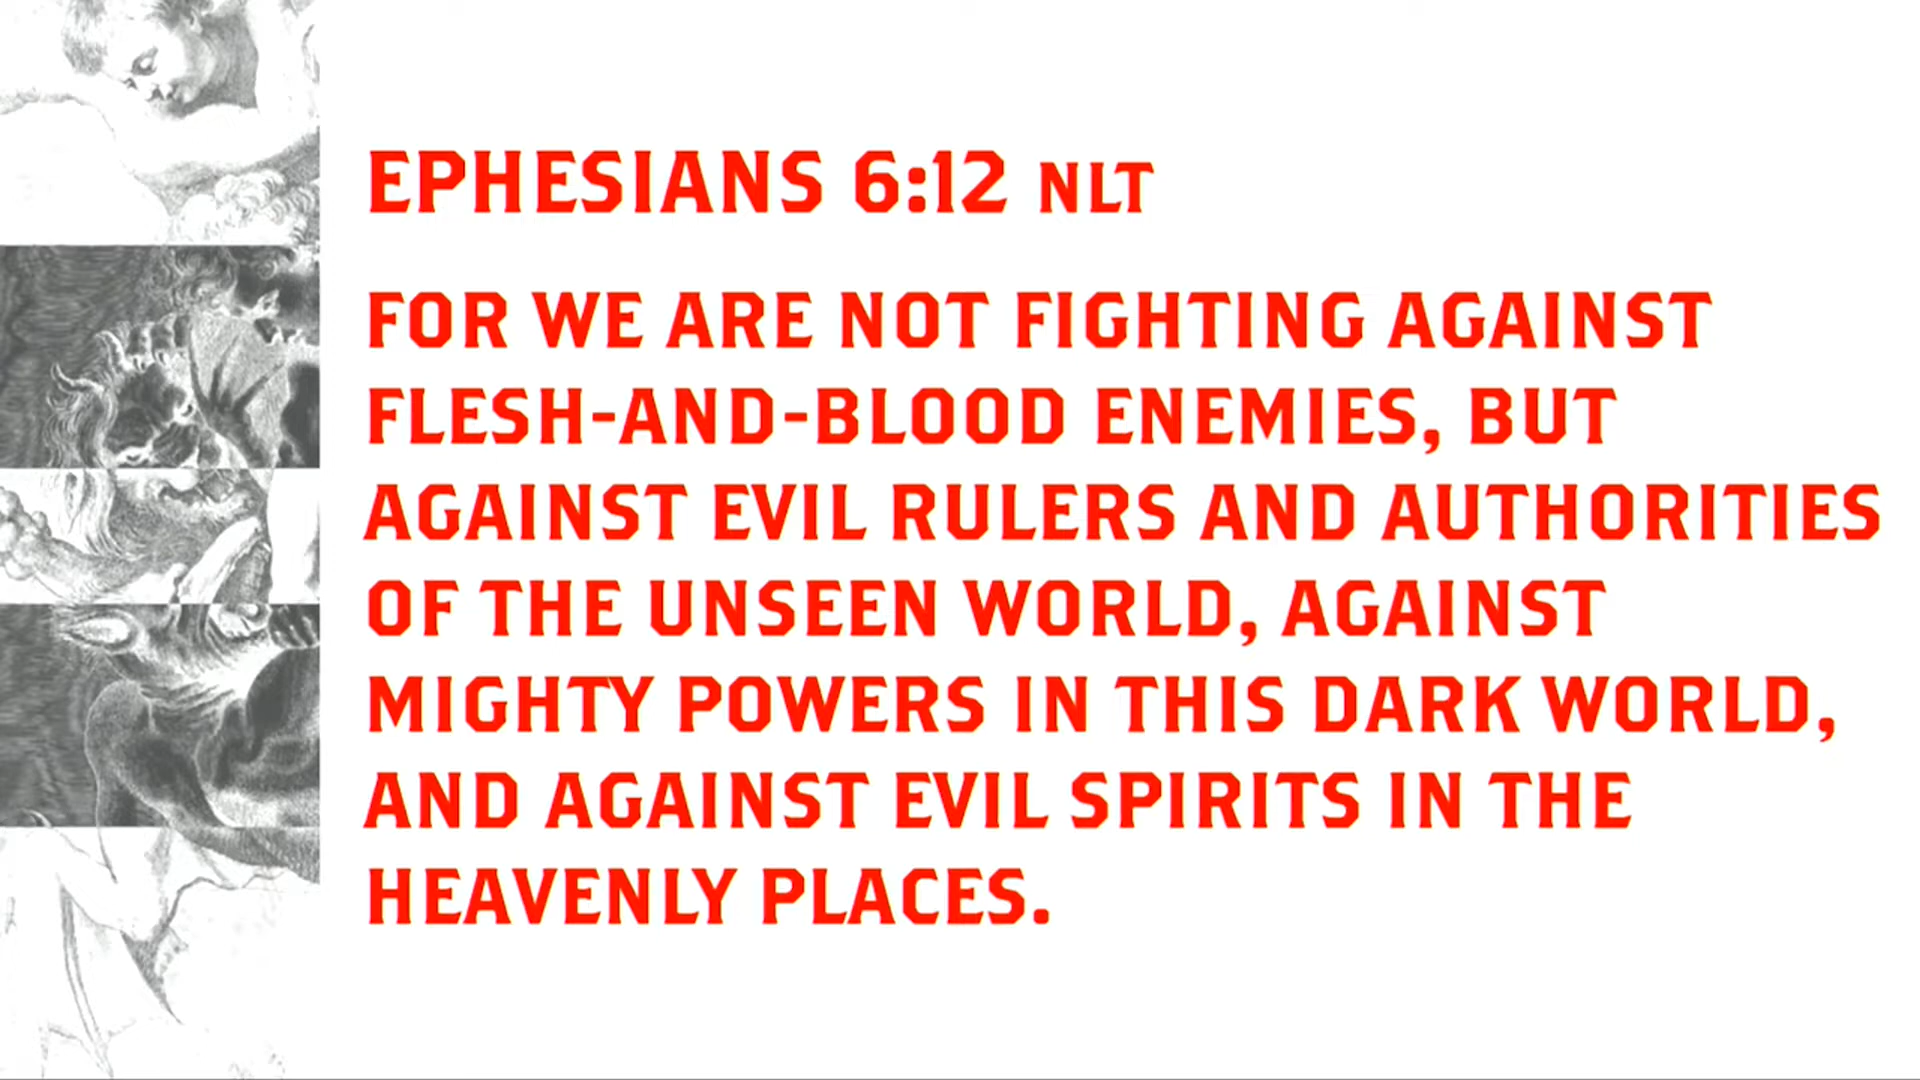 EPHESIANS 6:12 NLT
FOR WE ARE NOT FIGHTING AGAINST
FLESH-AND-BLOOD ENEMIES, BUT
AGAINST EVIL RULERS AND AUTHORITIES
OF THE UNSEEN WORLD, AGAINST
MIGHTY POWERS IN THIS DARK WORLD,
AND AGAINST EVIL SPIRITS IN THE
HEAVENLY PLACES.